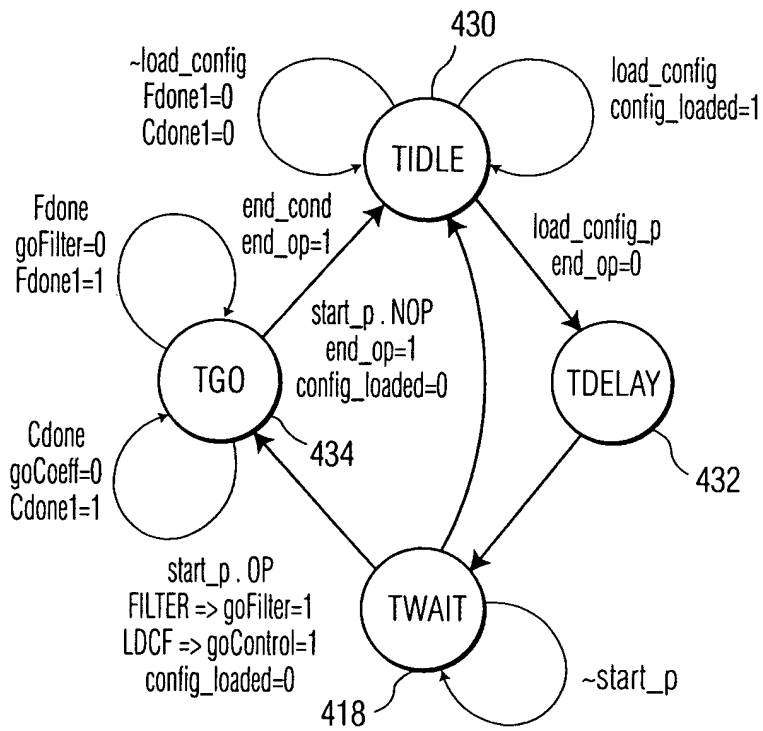 430
~load_config
Fdone1=0
Cdone1=0
load_config
config_loaded=1
TIDLE
Fdone
goFilter=0
Fdone1=1
end_cond
end_op=1
load_config_p
end_op=0
start_p . NOP
end_op=1
config_loaded=0
TGO
TDELAY
434
432
Cdone
goCoeff=0
Cdone1=1
start_p . OP
FILTER => goFilter=1
LDCF => goControl=1
config_loaded=0
TWAIT
~start_p
418